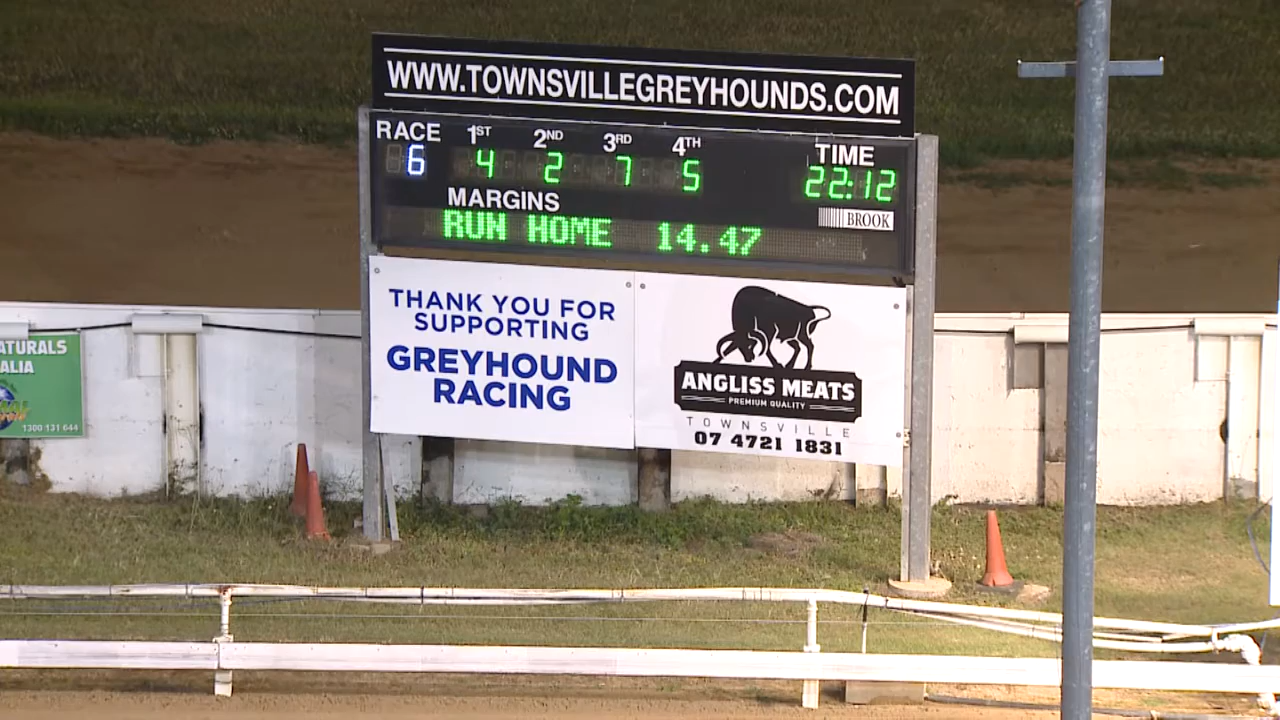 WWW.TOWNSVILLEGREYHOUNDS.COM
RACE 1ST 2ND 3RD 4TH TIME
6 4 2 7 5 22:12
MARGINS
BROOK
RUN HOME 14.47
THANK YOU FOR
SUPPORTING
GREYHOUND
RACING
ANGLISS MEATS
PREMIUM QUALITY
TOWNSVILLE
07 4721 1831
ATURALS
ALIA
1300 131 644